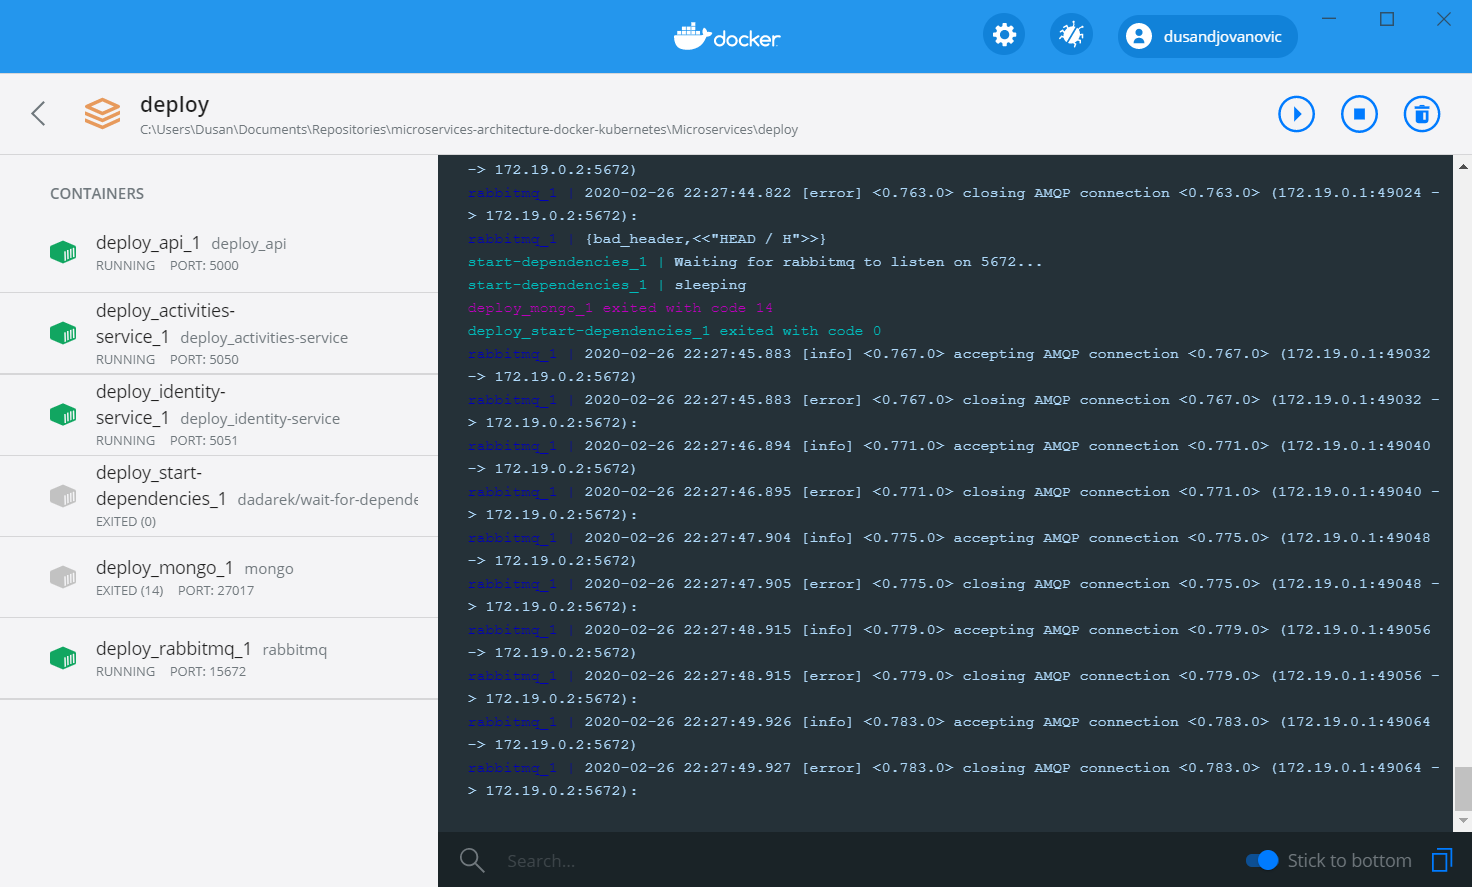 docker
dusandjovanovic
deploy
C:\Users\Dusan\Documents\Repositories\microservices-architecture-docker-kubernetes\Microservices\deploy
CONTAINERS
deploy_api_1 deploy_api
RUNNING PORT: 5000
deploy_activities-
service_1 deploy_activities-service
RUNNING PORT: 5050
deploy_identity-
service_1 deploy_identity-service
RUNNING PORT: 5051
deploy_start-
dependencies_1 dadarek/wait-for-depende
EXITED (0)
deploy_mongo_1 mongo
EXITED (14) PORT: 27017
deploy_rabbitmq_1 rabbitmq
RUNNING PORT: 15672
-> 172.19.0.2:5672)
rabbitmq_1 | 2020-02-26 22:27:44.822 [error] <0.763.0> closing AMQP connection <0.763.0> (172.19.0.1:49024 -
> 172.19.0.2:5672):
rabbitmq_1 | {bad_header,<<"HEAD / H">>}
start-dependencies_1 | Waiting for rabbitmq to listen on 5672...
start-dependencies_1 | sleeping
deploy_mongo_1 exited with code 14
deploy_start-dependencies_1 exited with code 0
rabbitmq_1 | 2020-02-26 22:27:45.883 [info] <0.767.0> accepting AMQP connection <0.767.0> (172.19.0.1:49032
-> 172.19.0.2:5672)
rabbitmq_1 | 2020-02-26 22:27:45.883 [error] <0.767.0> closing AMQP connection <0.767.0> (172.19.0.1:49032 -
> 172.19.0.2:5672):
rabbitmq_1 | 2020-02-26 22:27:46.894 [info] <0.771.0> accepting AMQP connection <0.771.0> (172.19.0.1:49040
-> 172.19.0.2:5672)
rabbitmq_1 | 2020-02-26 22:27:46.895 [error] <0.771.0> closing AMQP connection <0.771.0> (172.19.0.1:49040 -
> 172.19.0.2:5672):
rabbitmq_1 | 2020-02-26 22:27:47.904 [info] <0.775.0> accepting AMQP connection <0.775.0> (172.19.0.1:49048
-> 172.19.0.2:5672)
rabbitmq_1 | 2020-02-26 22:27:47.905 [error] <0.775.0> closing AMQP connection <0.775.0> (172.19.0.1:49048 -
> 172.19.0.2:5672):
rabbitmq_1 | 2020-02-26 22:27:48.915 [info] <0.779.0> accepting AMQP connection <0.779.0> (172.19.0.1:49056
-> 172.19.0.2:5672)
rabbitmq_1 | 2020-02-26 22:27:48.915 [error] <0.779.0> closing AMQP connection <0.779.0> (172.19.0.1:49056 -
> 172.19.0.2:5672):
rabbitmq_1 | 2020-02-26 22:27:49.926 [info] <0.783.0> accepting AMQP connection <0.783.0> (172.19.0.1:49064
-> 172.19.0.2:5672)
rabbitmq_1 | 2020-02-26 22:27:49.927 [error] <0.783.0> closing AMQP connection <0.783.0> (172.19.0.1:49064 -
> 172.19.0.2:5672):
Search...
Stick to bottom